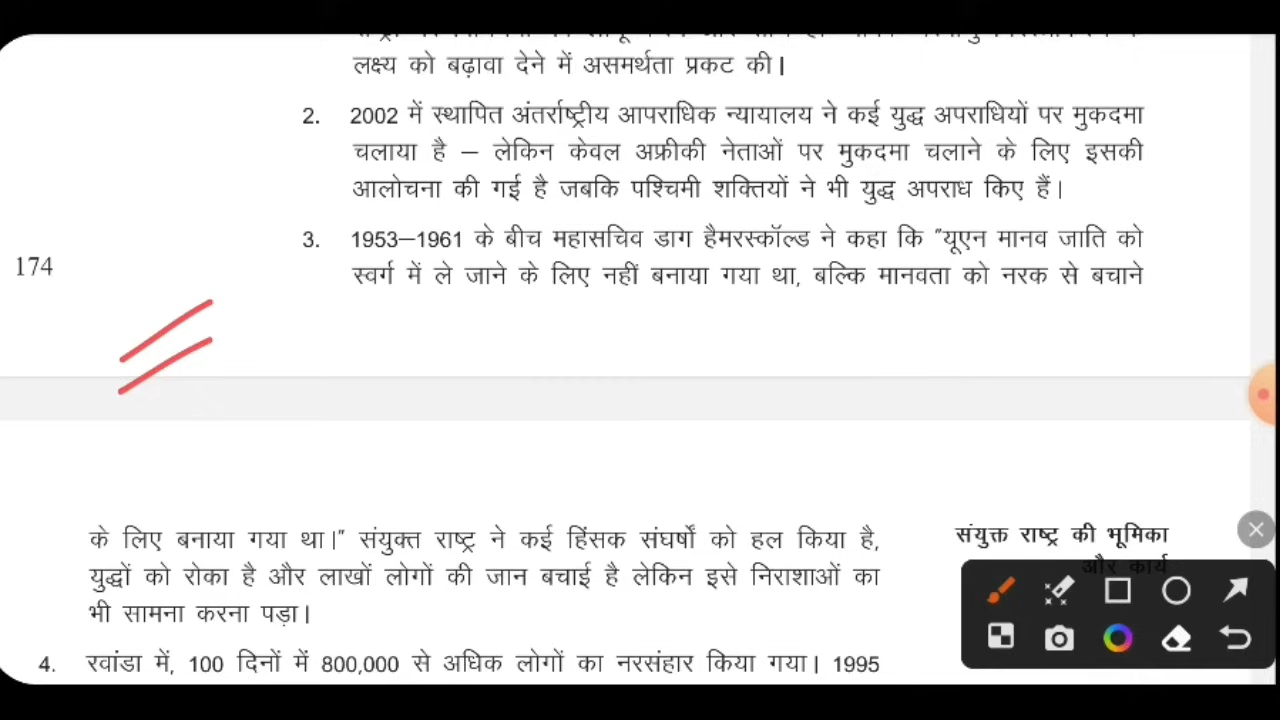 लक्ष्य को बढ़ावा देने में असमर्थता प्रकट की।
2. 2002 में स्थापित अंतर्राष्ट्रीय आपराधिक न्यायालय ने कई युद्ध अपराधियों पर मुकदमा
चलाया है – लेकिन केवल अफ्रीकी नेताओं पर मुकदमा चलाने के लिए इसकी
आलोचना की गई है जबकि पश्चिमी शक्तियों ने भी युद्ध अपराध किए हैं।
3. 1953–1961 के बीच महासचिव डाग हैमरस्कॉल्ड ने कहा कि "यूएन मानव जाति को
स्वर्ग में ले जाने के लिए नहीं बनाया गया था, बल्कि मानवता को नरक से बचाने
174
के लिए बनाया गया था।" संयुक्त राष्ट्र ने कई हिंसक संघर्षों को हल किया है,
युद्धों को रोका है और लाखों लोगों की जान बचाई है लेकिन इसे निराशाओं का
भी सामना करना पड़ा।
4. रवांडा में, 100 दिनों में 800,000 से अधिक लोगों का नरसंहार किया गया। 1995
संयुक्त राष्ट्र की भूमिका
और कार्य